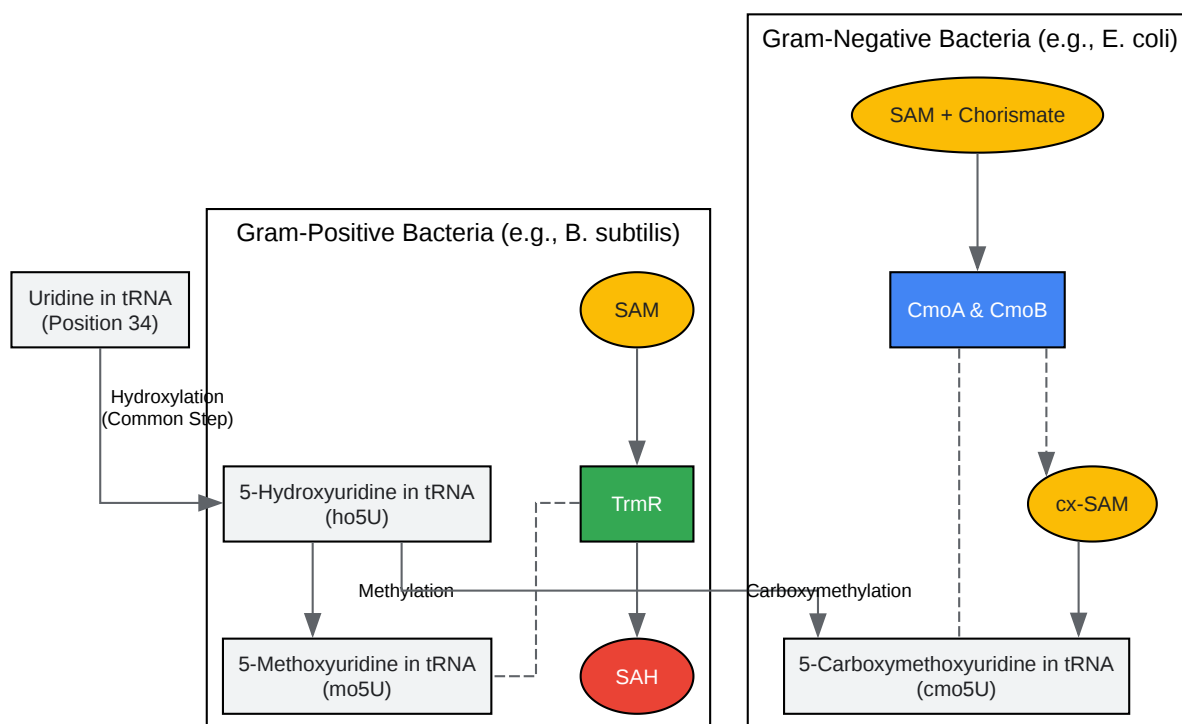 Gram-Negative Bacteria (e.g., E. coli)
SAM + Chorismate
Gram-Positive Bacteria (e.g., B. subtilis)
Uridine in tRNA
(Position 34)
SAM
CmoA & CmoB
Hydroxylation
(Common Step)
5-Hydroxyuridine in tRNA
(ho5U)
TrmR
cx-SAM
Methylation
Carboxymethylation
5-Methoxyuridine in tRNA
(mo5U)
SAH
5-Carboxymethoxyuridine in tRNA
(cmo5U)